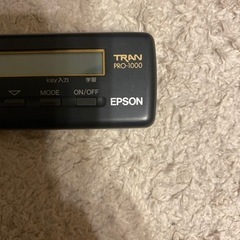 TRAN
PRO-1000
key入力 学習
MODE ON/OFF
EPSON